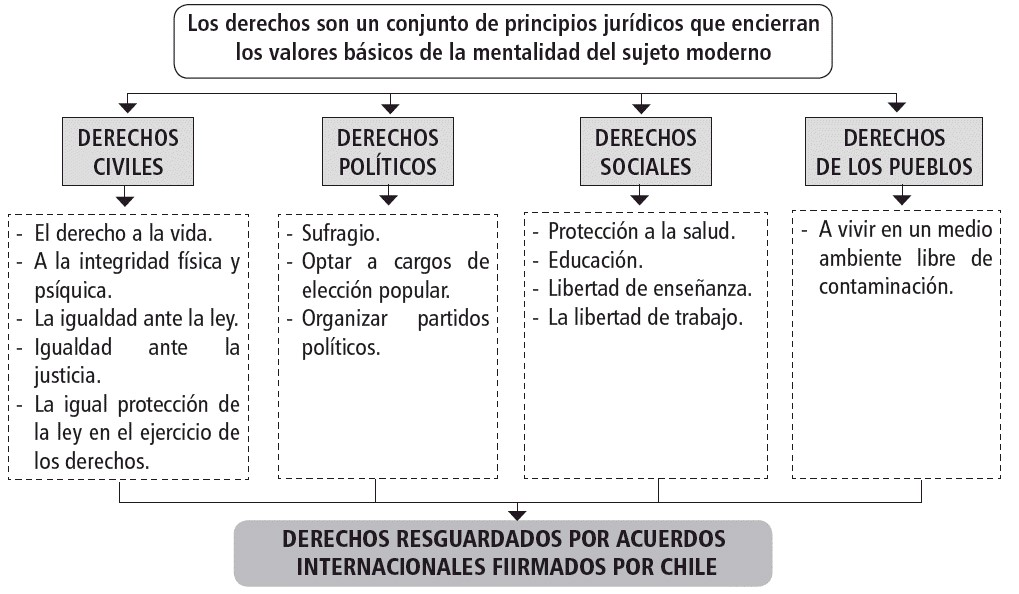 Los derechos son un conjunto de principios jurídicos que encierran
los valores básicos de la mentalidad del sujeto moderno
DERECHOS
CIVILES
- El derecho a la vida.
- A la integridad física y
psíquica.
- La igualdad ante la ley.
- Igualdad ante la
justicia.
- La igual protección de
la ley en el ejercicio de
los derechos.
DERECHOS
POLÍTICOS
- Sufragio.
- Optar a cargos de
elección popular.
- Organizar partidos
políticos.
DERECHOS
SOCIALES
- Protección a la salud.
- Educación.
- Libertad de enseñanza.
- La libertad de trabajo.
DERECHOS
DE LOS PUEBLOS
- A vivir en un medio
ambiente libre de
contaminación.
DERECHOS RESGUARDADOS POR ACUERDOS
INTERNACIONALES FIIRMADOS POR CHILE